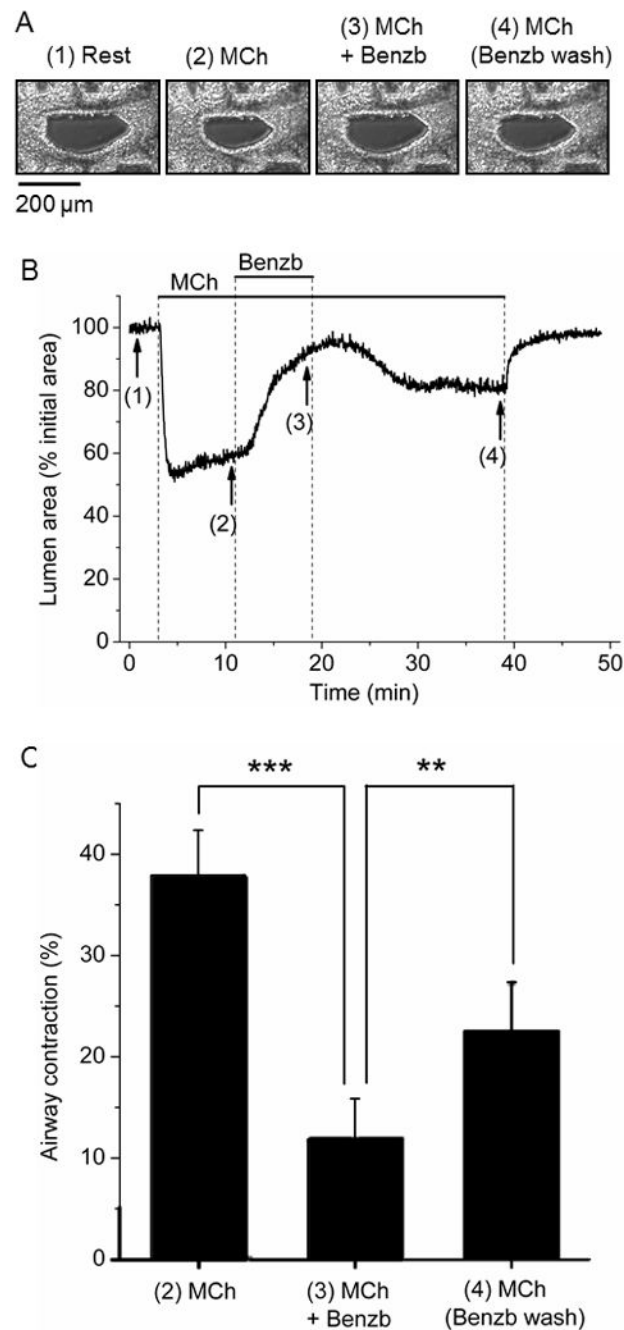 A
(1) Rest
(2) MCh
(3) MCh
+ Benzb
(4) MCh
(Benzb wash)
200 µm
B
Benzb
MCh
100
80
60
40
20
0
(1)
(2)
(3)
(4)
Lumen area (% initial area)
0 10 20 30 40 50
Time (min)
C
*** **
40
30
20
10
0
Airway contraction (%)
(2) MCh
(3) MCh
+ Benzb
(4) MCh
(Benzb wash)